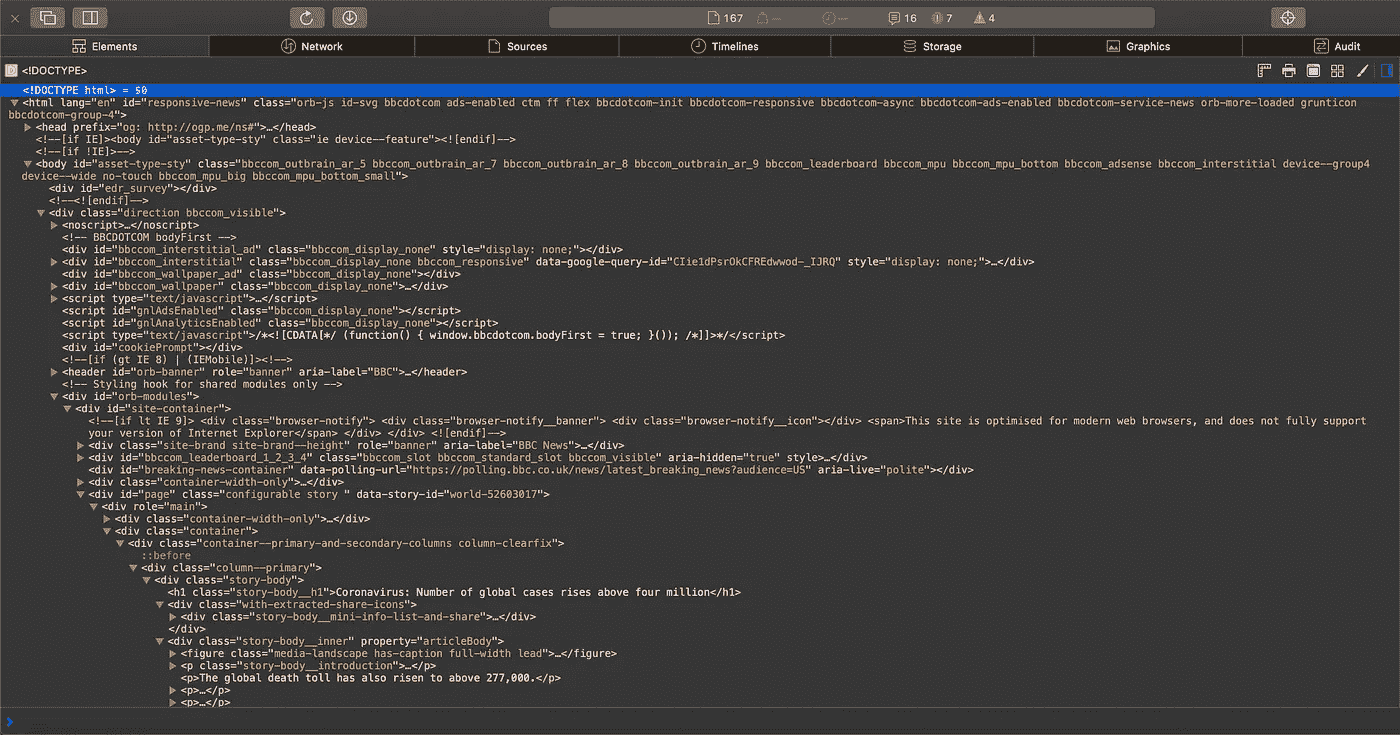 167 — — 16 7 4
Elements Network Sources Timelines Storage Graphics Audit
D <!DOCTYPE>
<!DOCTYPE html> = $0
<html lang="en" id="responsive-news" class="orb-js id-svg bbcdotcom ads-enabled ctm ff flex bbcdotcom-init bbcdotcom-responsive bbcdotcom-async bbcdotcom-ads-enabled bbcdotcom-service-news orb-more-loaded grunticon
bbcdotcom-group-4">
<head prefix="og: http://ogp.me/ns#">…</head>
<!--[if IE]><body id="asset-type-sty" class="ie device--feature"><![endif]-->
<!--[if !IE]>-->
<body id="asset-type-sty" class="bbccom_outbrain_ar_5 bbccom_outbrain_ar_7 bbccom_outbrain_ar_8 bbccom_outbrain_ar_9 bbccom_leaderboard bbccom_mpu bbccom_mpu_bottom bbccom_adsense bbccom_interstitial device--group4
device--wide no-touch bbccom_mpu_big bbccom_mpu_bottom_small">
<div id="edr_survey"></div>
<!--<![endif]-->
<div class="direction bbccom_visible">
<noscript>…</noscript>
<!-- BBCDOTCOM bodyFirst -->
<div id="bbccom_interstitial_ad" class="bbccom_display_none" style="display: none;"></div>
<div id="bbccom_interstitial" class="bbccom_display_none bbccom_responsive" data-google-query-id="CIie1dPsrOkCFREdwwod-_IJRQ" style="display: none;">…</div>
<div id="bbccom_wallpaper_ad" class="bbccom_display_none"></div>
<div id="bbccom_wallpaper" class="bbccom_display_none">…</div>
<script type="text/javascript">…</script>
<script id="gnlAdsEnabled" class="bbccom_display_none"></script>
<script id="gnlAnalyticsEnabled" class="bbccom_display_none"></script>
<script type="text/javascript">/*<![CDATA[*/ (function() { window.bbcdotcom.bodyFirst = true; }()); /*]]>*/</script>
<div id="cookiePrompt"></div>
<!--[if (gt IE 8) | (IEMobile)]><!-->
<header id="orb-banner" role="banner" aria-label="BBC">…</header>
<!-- Styling hook for shared modules only -->
<div id="orb-modules">
<div id="site-container">
<!--[if lt IE 9]> <div class="browser-notify"> <div class="browser-notify__banner"> <div class="browser-notify__icon"></div> <span>This site is optimised for modern web browsers, and does not fully support
your version of Internet Explorer</span> </div> </div> <![endif]-->
<div class="site-brand site-brand--height" role="banner" aria-label="BBC News">…</div>
<div id="bbccom_leaderboard_1_2_3_4" class="bbccom_slot bbccom_standard_slot bbccom_visible" aria-hidden="true" style>…</div>
<div id="breaking-news-container" data-polling-url="https://polling.bbc.co.uk/news/latest_breaking_news?audience=US" aria-live="polite"></div>
<div class="container-width-only">…</div>
<div id="page" class="configurable story " data-story-id="world-52603017">
<div role="main">
<div class="container-width-only">…</div>
<div class="container">
<div class="container--primary-and-secondary-columns column-clearfix">
::before
<div class="column--primary">
<div class="story-body">
<h1 class="story-body__h1">Coronavirus: Number of global cases rises above four million</h1>
<div class="with-extracted-share-icons">
<div class="story-body__mini-info-list-and-share">…</div>
</div>
<div class="story-body__inner" property="articleBody">
<figure class="media-landscape has-caption full-width lead">…</figure>
<p class="story-body__introduction">…</p>
<p>The global death toll has also risen to above 277,000.</p>
<p>…</p>
<p>…</p>